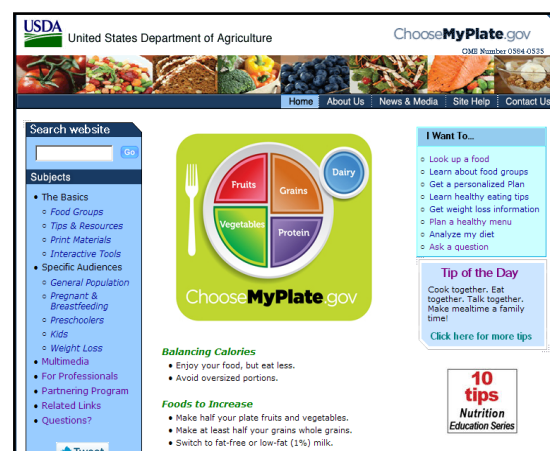 USDA
United States Department of Agriculture
ChooseMyPlate.gov
OMB Number 0584-0535
Home
About Us
News & Media
Site Help
Contact Us
Search website
Go
Subjects
The Basics
Food Groups
Tips & Resources
Print Materials
Interactive Tools
Specific Audiences
General Population
Pregnant &
Breastfeeding
Preschoolers
Kids
Weight Loss
Multimedia
For Professionals
Partnering Program
Related Links
Questions?
Tweet
Fruits
Grains
Dairy
Vegetables
Protein
ChooseMyPlate.gov
Balancing Calories
Enjoy your food, but eat less.
Avoid oversized portions.
Foods to Increase
Make half your plate fruits and vegetables.
Make at least half your grains whole grains.
Switch to fat-free or low-fat (1%) milk.
I Want To...
Look up a food
Learn about food groups
Get a personalized Plan
Learn healthy eating tips
Get weight loss information
Plan a healthy menu
Analyze my diet
Ask a question
Tip of the Day
Cook together. Eat
together. Talk together.
Make mealtime a family
time!
Click here for more tips
10
tips
Nutrition
Education Series